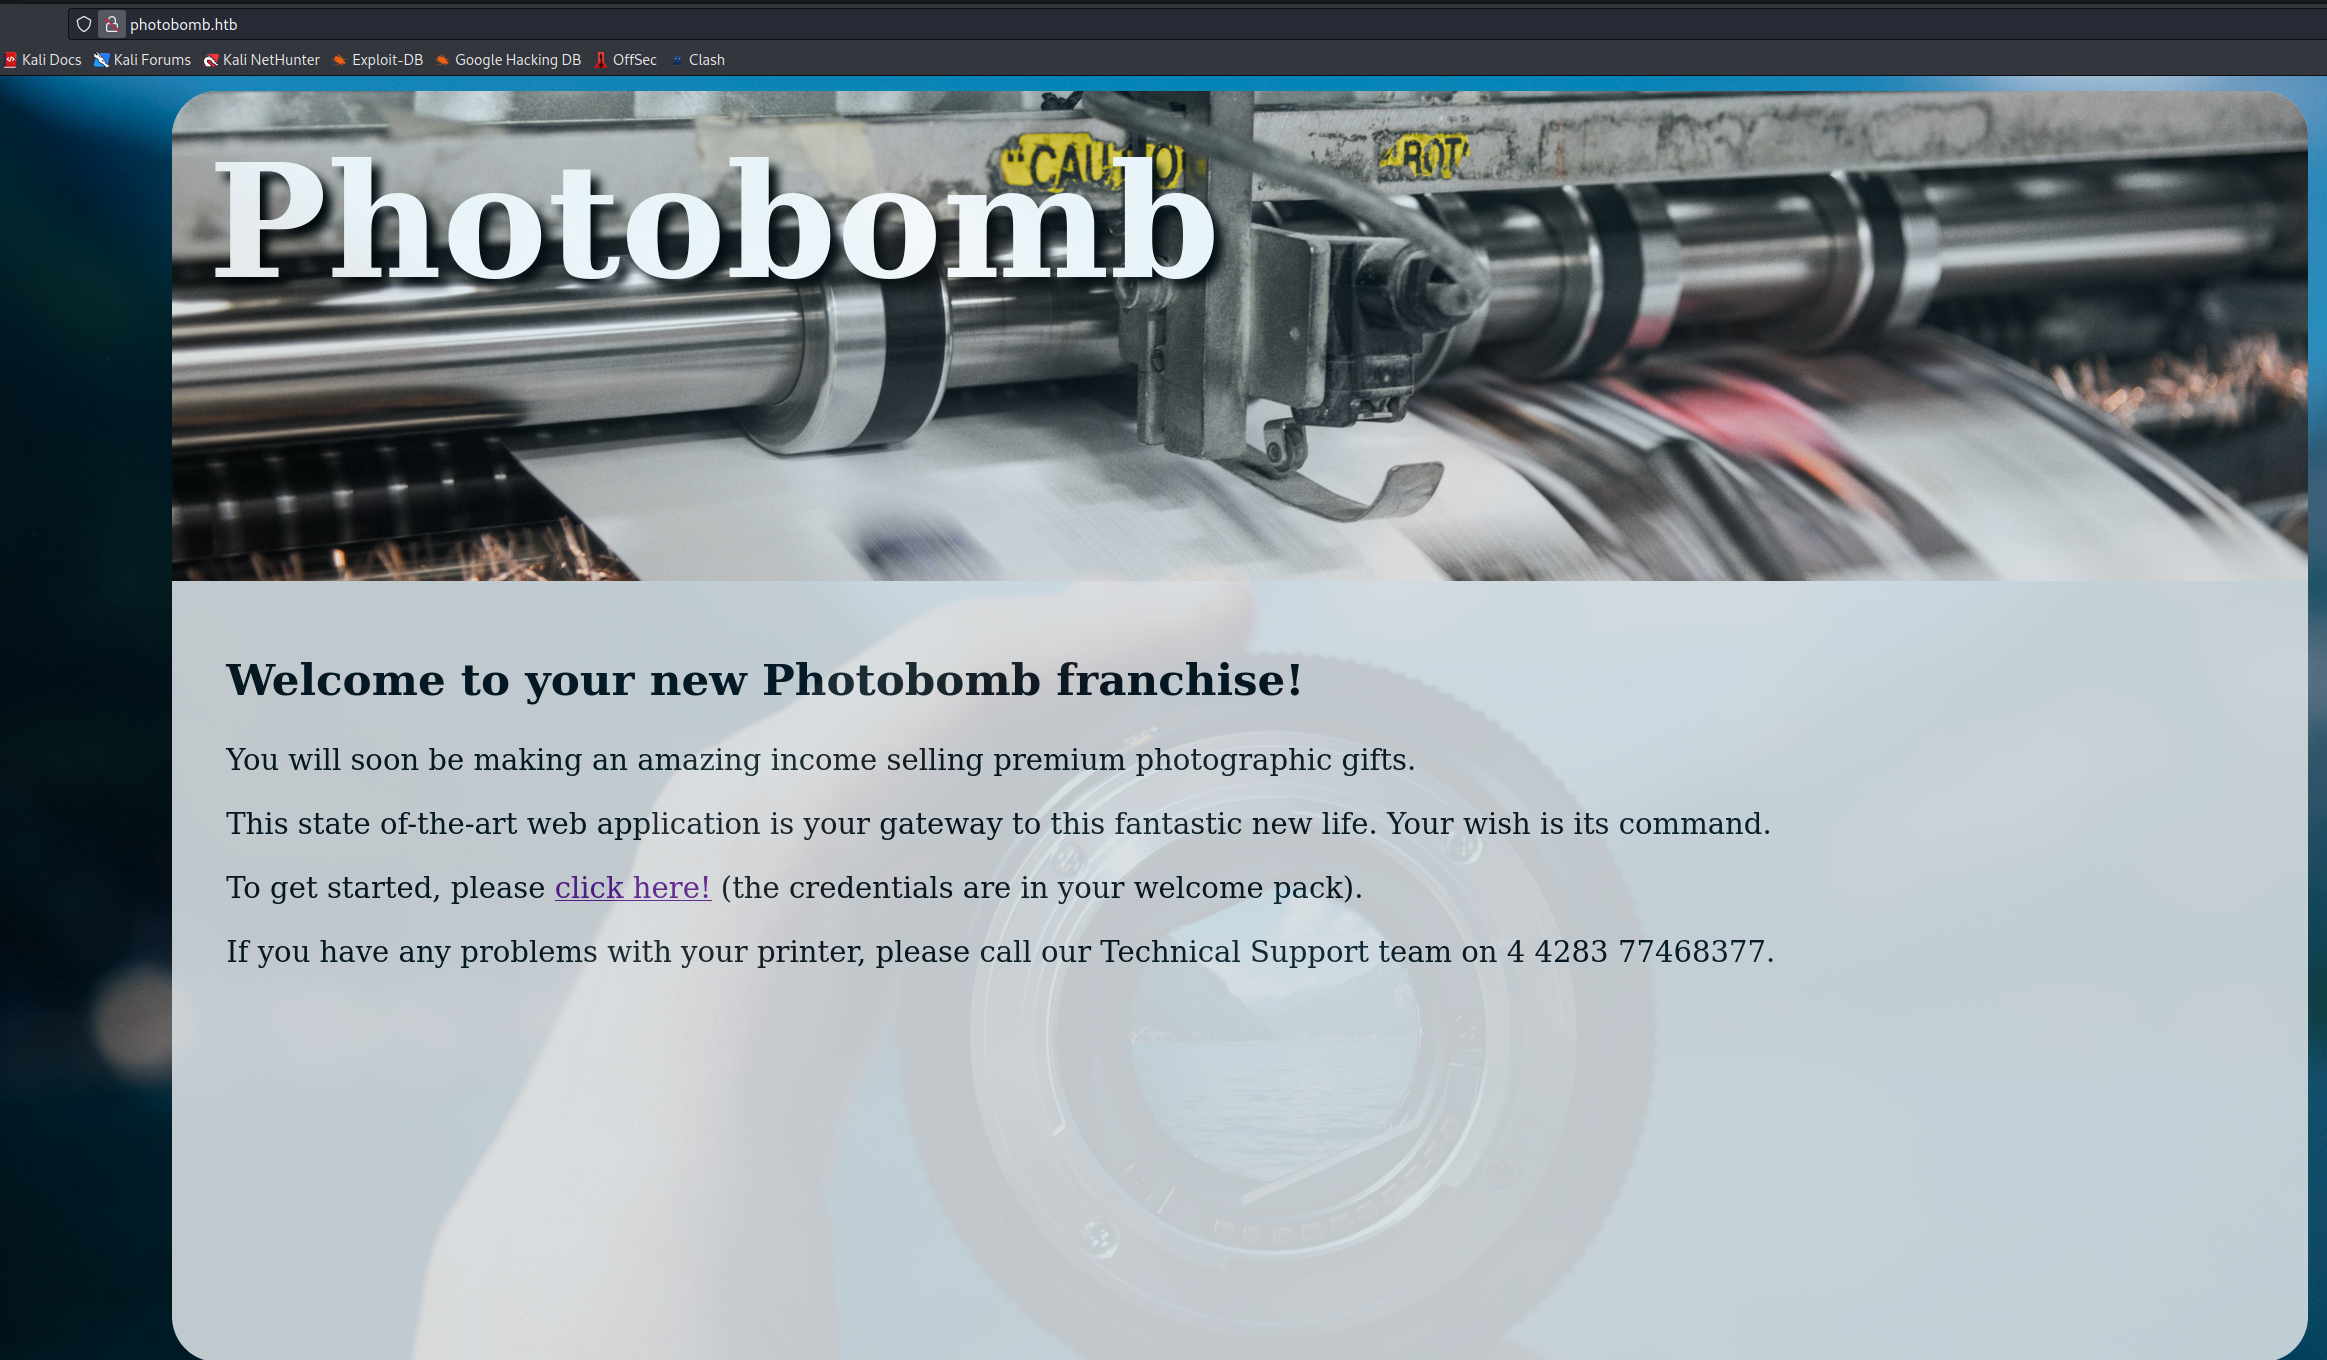 photobomb.htb
Kali Docs Kali Forums Kali NetHunter Exploit-DB Google Hacking DB OffSec Clash
Photobomb
Welcome to your new Photobomb franchise!
You will soon be making an amazing income selling premium photographic gifts.
This state of-the-art web application is your gateway to this fantastic new life. Your wish is its command.
To get started, please click here! (the credentials are in your welcome pack).
If you have any problems with your printer, please call our Technical Support team on 4 4283 77468377.